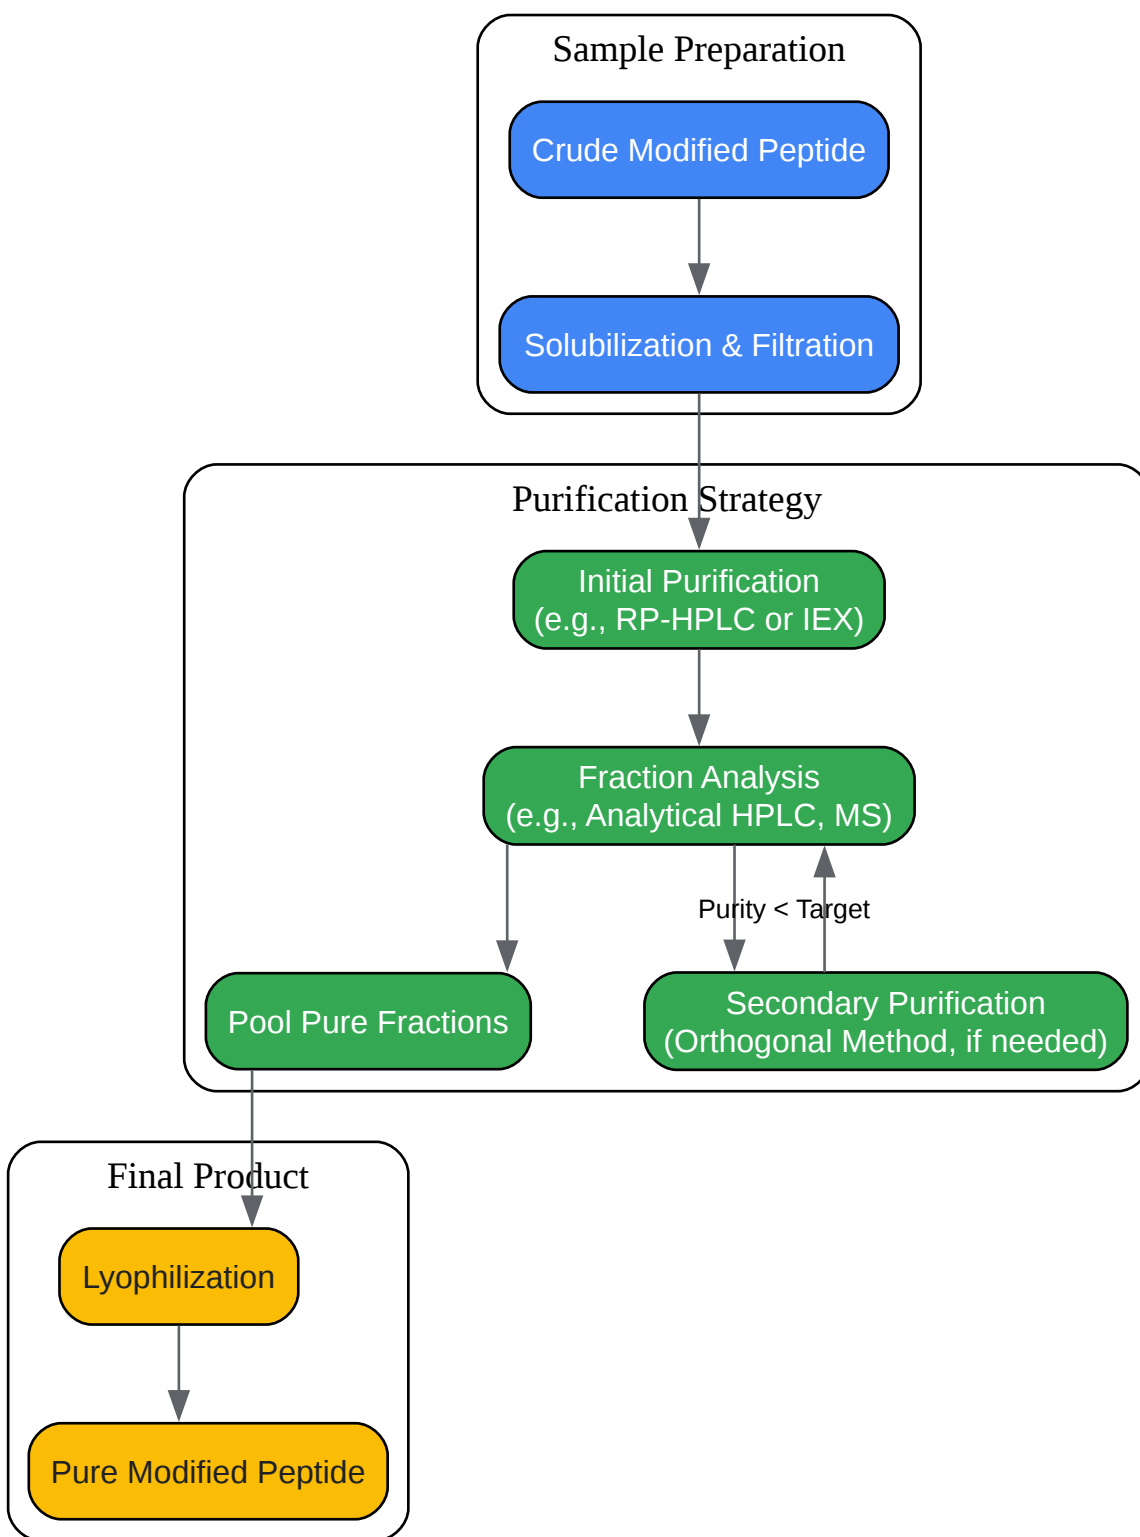 Sample Preparation
Crude Modified Peptide
Solubilization & Filtration
Purification Strategy
Initial Purification
(e.g., RP-HPLC or IEX)
Fraction Analysis
(e.g., Analytical HPLC, MS)
Purity < Target
Pool Pure Fractions
Secondary Purification
(Orthogonal Method, if needed)
Final Product
Lyophilization
Pure Modified Peptide